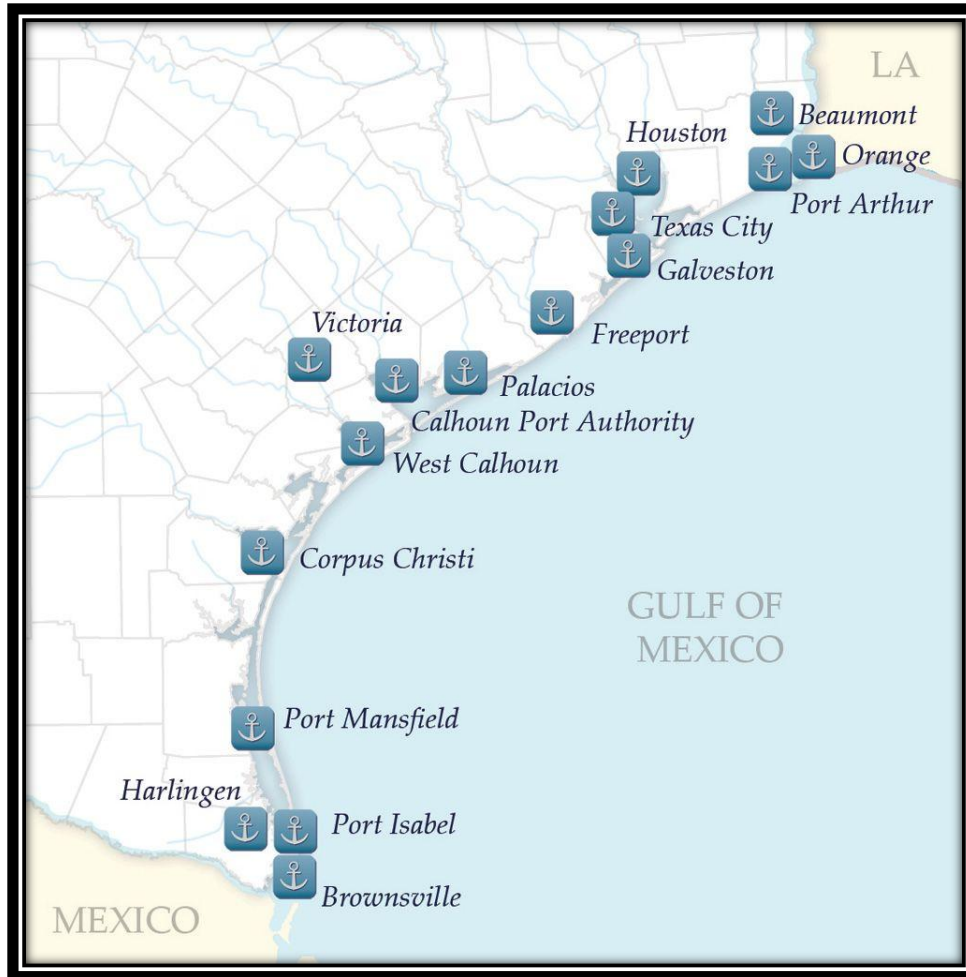 LA
Beaumont
Houston
Orange
Port Arthur
Texas City
Galveston
Victoria
Freeport
Palacios
Calhoun Port Authority
West Calhoun
Corpus Christi
GULF OF
MEXICO
Port Mansfield
Harlingen
Port Isabel
Brownsville
MEXICO